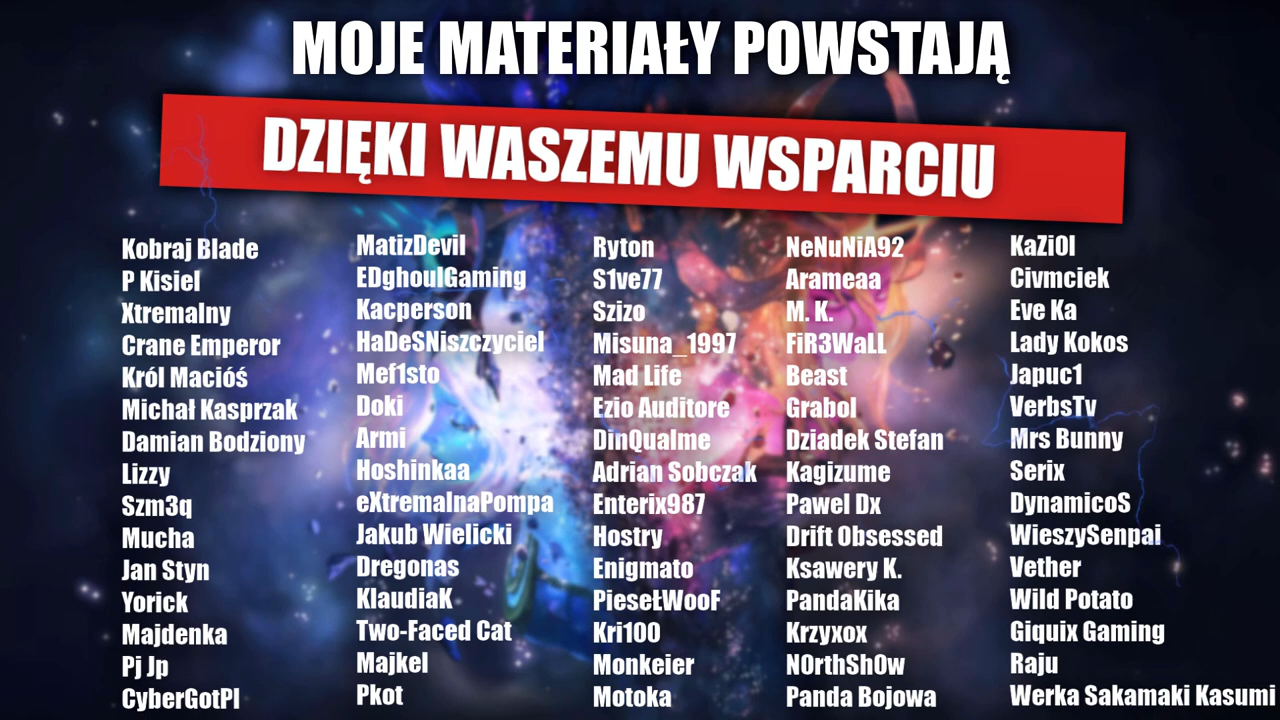 MOJE MATERIAŁY POWSTAJĄ
DZIĘKI WASZEMU WSPARCIU
Kobraj Blade
P Kisiel
Xtremalny
Crane Emperor
Król Macióś
Michał Kasprzak
Damian Bodziony
Lizzy
Szm3q
Mucha
Jan Styn
Yorick
Majdenka
Pj Jp
CyberGotPl
MatizDevil
EDghoulGaming
Kacperson
HaDeSNiszczyciel
Mef1sto
Doki
Armi
Hoshinkaa
eXtremalnaPompa
Jakub Wielicki
Dregonas
KlaudiaK
Two-Faced Cat
Majkel
Pkot
Ryton
S1ve77
Szizo
Misuna_1997
Mad Life
Ezio Auditore
DinQualme
Adrian Sobczak
Enterix987
Hostry
Enigmato
PieseŁWooF
Kri100
Monkeier
Motoka
NeNuNiA92
Arameaa
M. K.
FiR3WaLL
Beast
Grabol
Dziadek Stefan
Kagizume
Pawel Dx
Drift Obsessed
Ksawery K.
PandaKika
Krzyxox
N0rthSh0w
Panda Bojowa
KaZi0l
Civmciek
Eve Ka
Lady Kokos
Japuc1
VerbsTv
Mrs Bunny
Serix
DynamicoS
WieszySenpai
Vether
Wild Potato
Giquix Gaming
Raju
Werka Sakamaki Kasumi